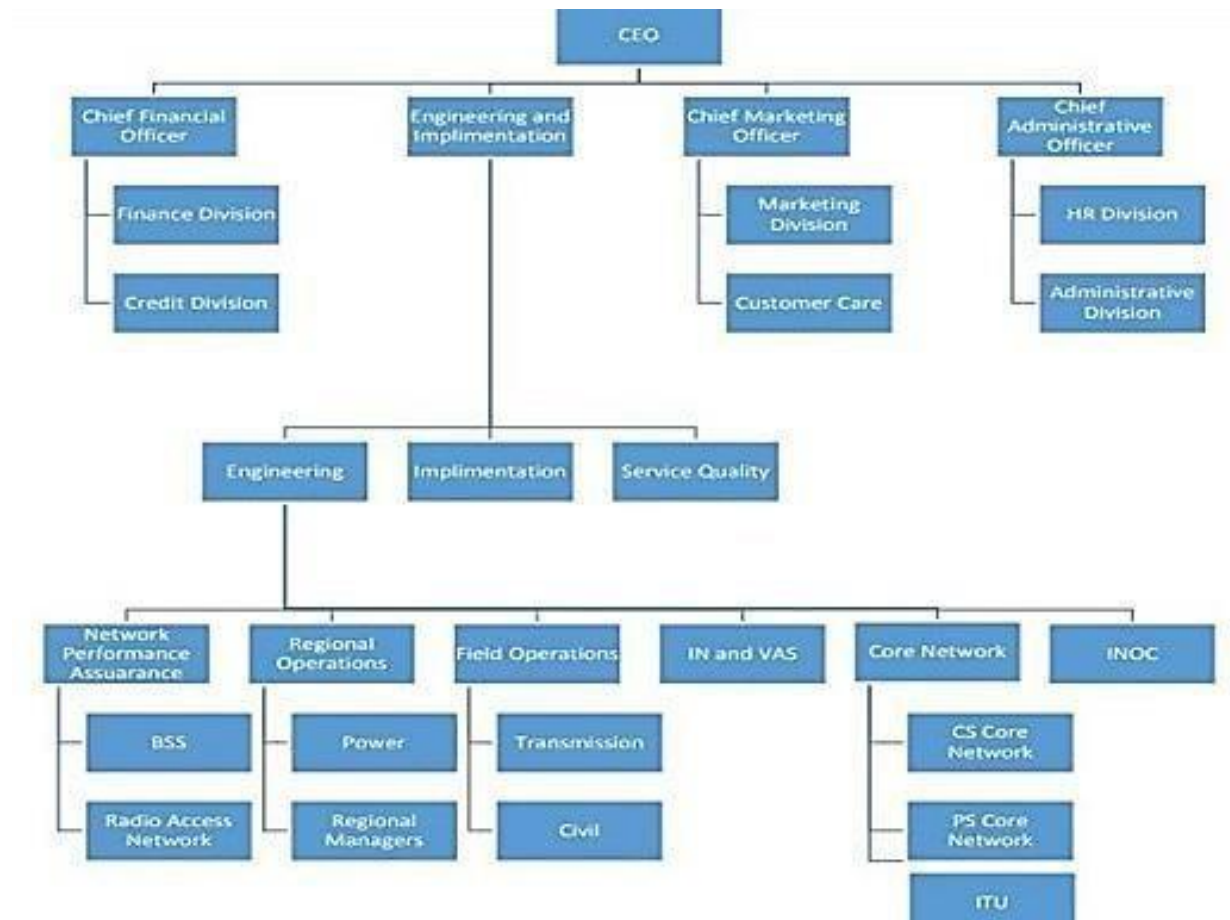 CEO
Chief Financial
Officer
Engineering and
Implimentation
Chief Marketing
Officer
Chief
Administrative
Officer
Finance Division
Marketing
Division
HR Division
Credit Division
Customer Care
Administrative
Division
Engineering
Implimentation
Service Quality
Network
Performance
Assuarance
Regional
Operations
Field Operations
IN and VAS
Core Network
INOC
BSS
Power
Transmission
CS Core
Network
Radio Access
Network
Regional
Managers
Civil
PS Core
Network
ITU